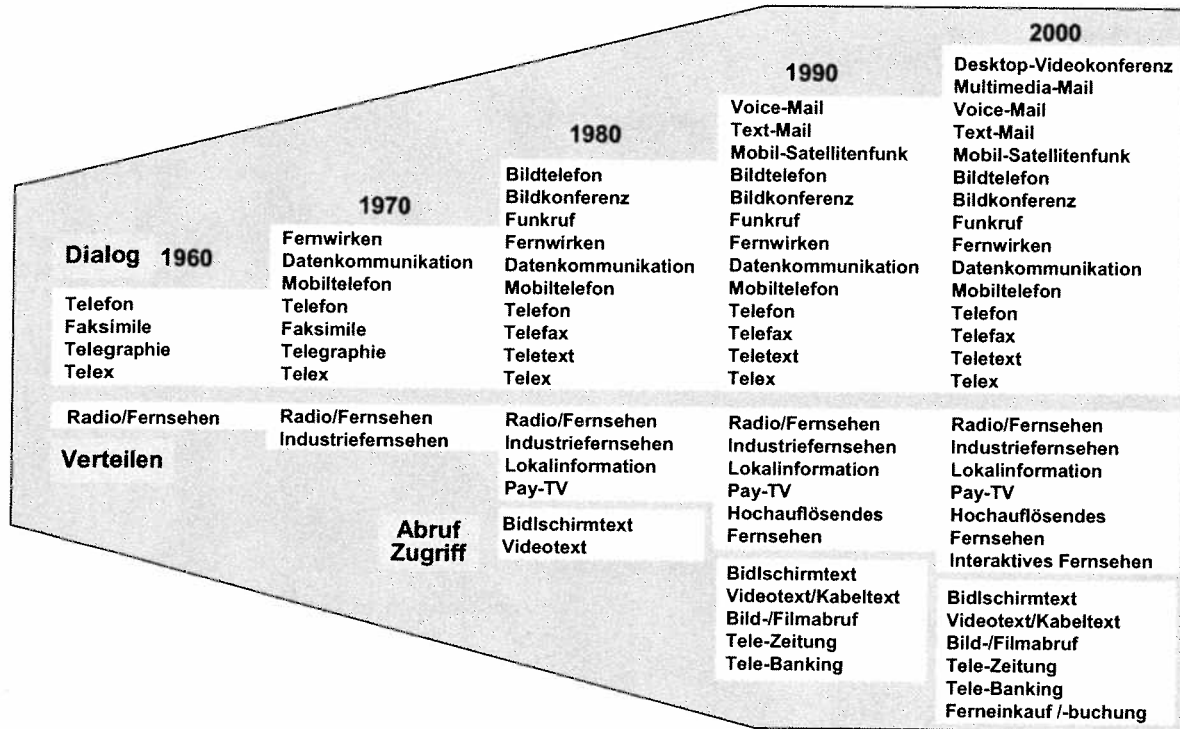 Dialog 1960
Telefon
Faksimile
Telegraphie
Telex
Radio/Fernsehen
Verteilen
1970
Fernwirken
Datenkommunikation
Mobiltelefon
Telefon
Faksimile
Telegraphie
Telex
Radio/Fernsehen
Industriefernsehen
Abruf
Zugriff
1980
Bildtelefon
Bildkonferenz
Funkruf
Fernwirken
Datenkommunikation
Mobiltelefon
Telefon
Telefax
Teletext
Telex
Radio/Fernsehen
Industriefernsehen
Lokalinformation
Pay-TV
Bidlschirmtext
Videotext
1990
Voice-Mail
Text-Mail
Mobil-Satellitenfunk
Bildtelefon
Bildkonferenz
Funkruf
Fernwirken
Datenkommunikation
Mobiltelefon
Telefon
Telefax
Teletext
Telex
Radio/Fernsehen
Industriefernsehen
Lokalinformation
Pay-TV
Hochauflösendes
Fernsehen
Bidlschirmtext
Videotext/Kabeltext
Bild-/Filmabruf
Tele-Zeitung
Tele-Banking
2000
Desktop-Videokonferenz
Multimedia-Mail
Voice-Mail
Text-Mail
Mobil-Satellitenfunk
Bildtelefon
Bildkonferenz
Funkruf
Fernwirken
Datenkommunikation
Mobiltelefon
Telefon
Telefax
Teletext
Telex
Radio/Fernsehen
Industriefernsehen
Lokalinformation
Pay-TV
Hochauflösendes
Fernsehen
Interaktives Fernsehen
Bidlschirmtext
Videotext/Kabeltext
Bild-/Filmabruf
Tele-Zeitung
Tele-Banking
Ferneinkauf /-buchung